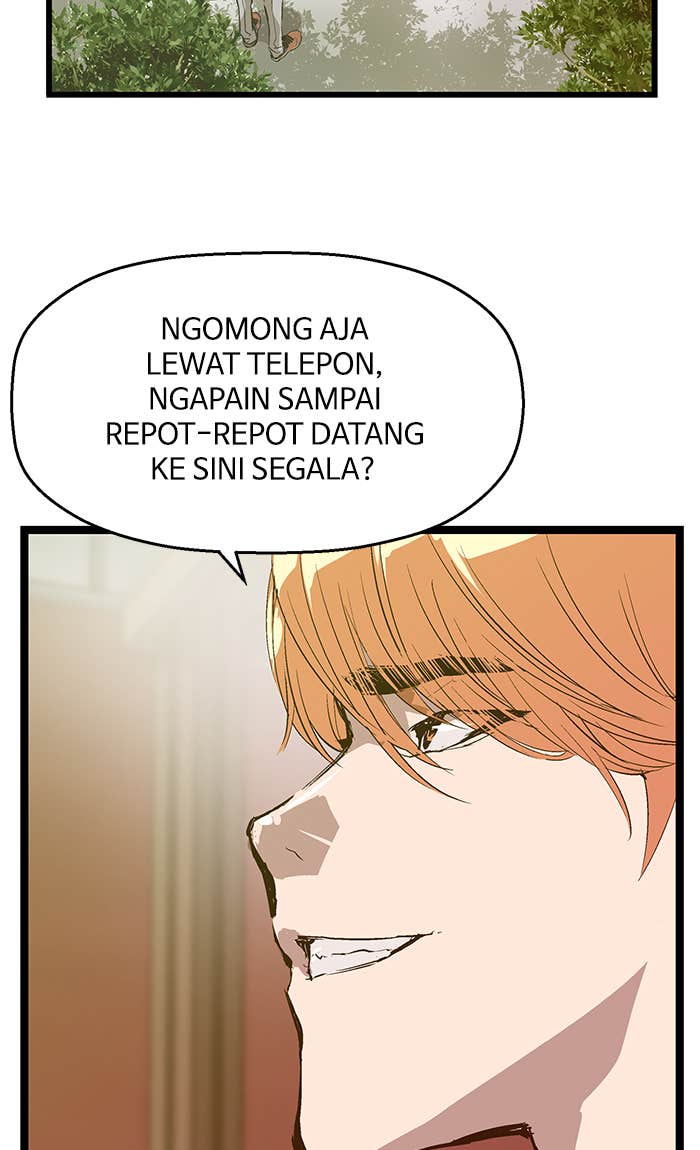 NGOMONG AJA
LEWAT TELEPON,
NGAPAIN SAMPAI
REPOT-REPOT DATANG
KE SINI SEGALA?